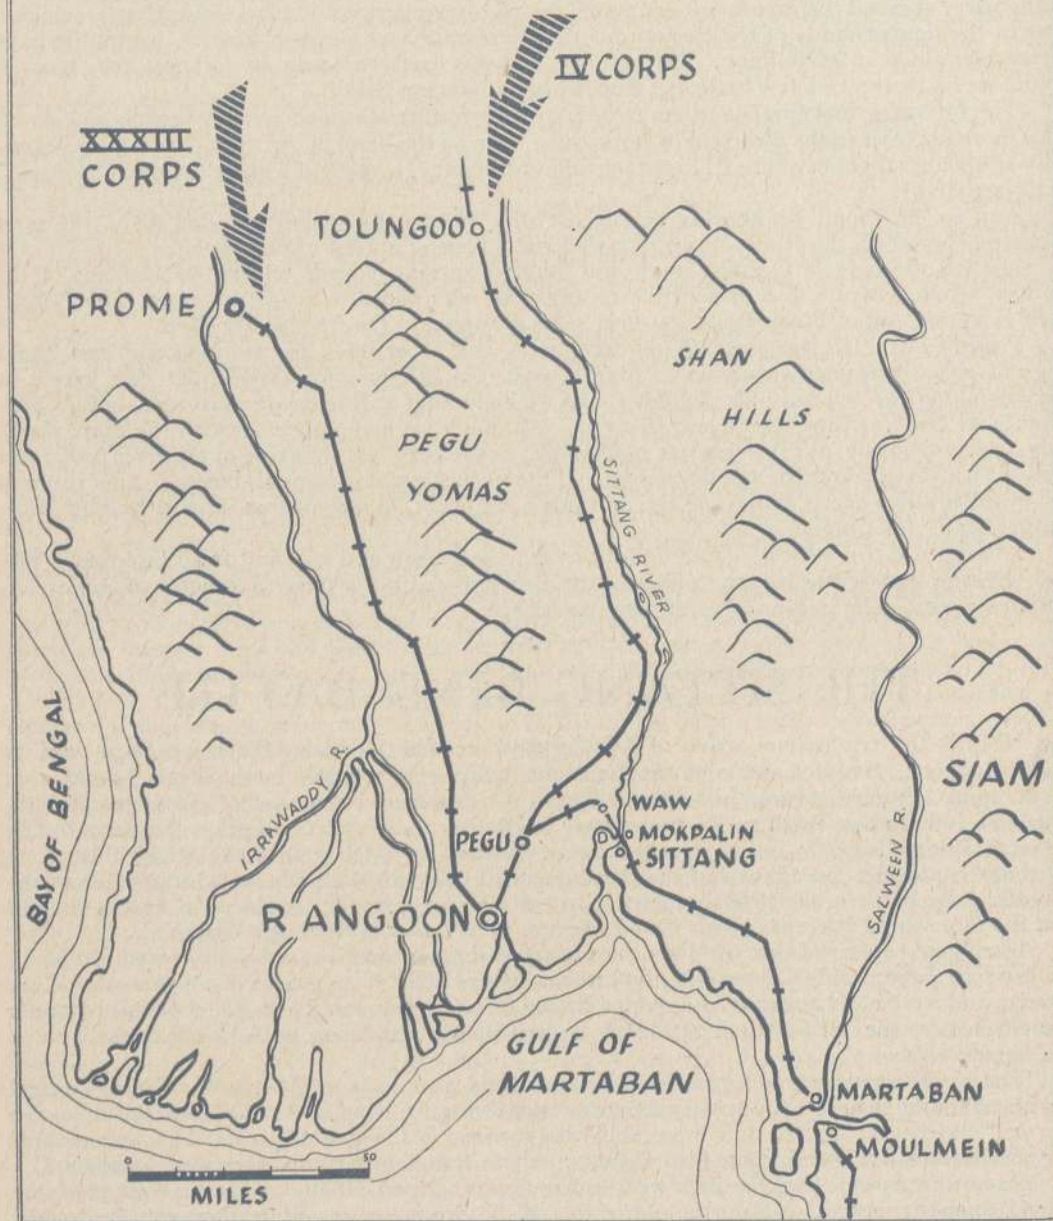 IV CORPS
XXXIII
CORPS
TOUNGOO
PROME
SHAN
HILLS
PEGU
YOMAS
SITTANG RIVER
BAY OF BENGAL
IRRAWADDY R.
SIAM
WAW
MOKPALIN
SITTANG
PEGU
SALWEEN R.
RANGOON
GULF OF
MARTABAN
MARTABAN
MOULMEIN
0 50
MILES